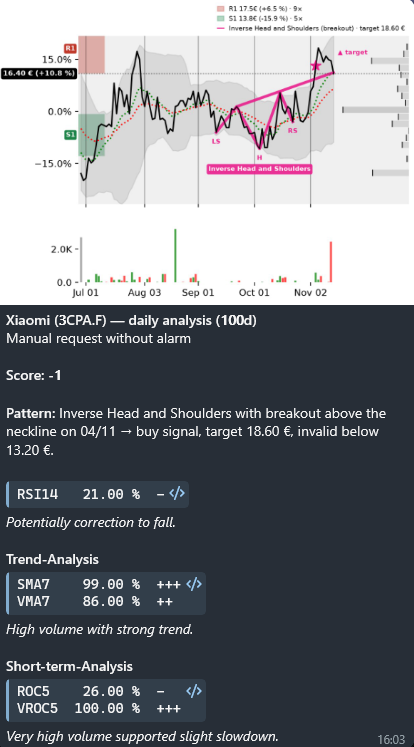 R1 17.5€ (+6.5 %) · 9×
S1 13.8€ (-15.9 %) · 5×
Inverse Head and Shoulders (breakout) · target 18.60 €
R1
15.0%
▲ target
16.40 € (+10.8 %)
0.0%
S1
LS
RS
−15.0%
H
Inverse Head and Shoulders
2.0K
0.0
Jul 01 Aug 03 Sep 01 Oct 01 Nov 02
Xiaomi (3CPA.F) — daily analysis (100d)
Manual request without alarm
Score: -1
Pattern: Inverse Head and Shoulders with breakout above the
neckline on 04/11 → buy signal, target 18.60 €, invalid below
13.20 €.
RSI14 21.00 % – </>
Potentially correction to fall.
Trend-Analysis
SMA7 99.00 % +++ </>
VMA7 86.00 % ++
High volume with strong trend.
Short-term-Analysis
ROC5 26.00 % – </>
VROC5 100.00 % +++
Very high volume supported slight slowdown.
16:03